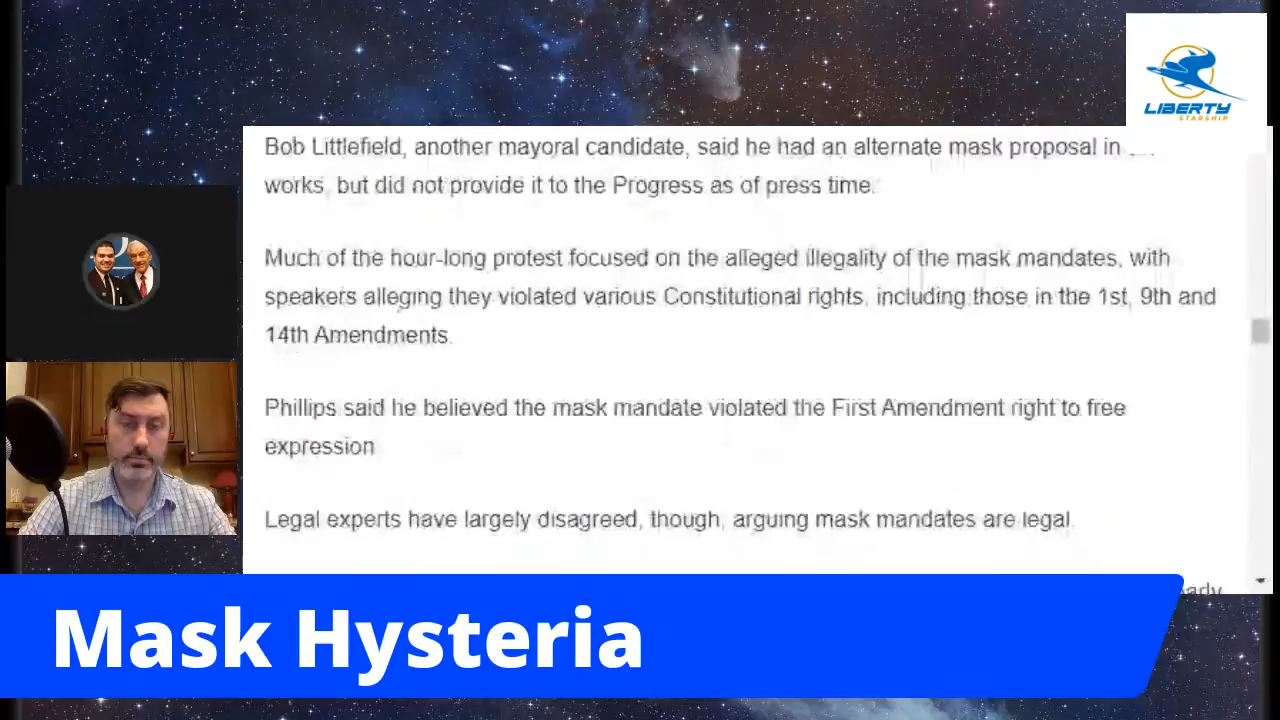 LIBERTY
STARSHIP
Bob Littlefield, another mayoral candidate, said he had an alternate mask proposal in
works, but did not provide it to the Progress as of press time.
Much of the hour-long protest focused on the alleged illegality of the mask mandates, with
speakers alleging they violated various Constitutional rights, including those in the 1st, 9th and
14th Amendments.
Phillips said he believed the mask mandate violated the First Amendment right to free
expression
Legal experts have largely disagreed, though, arguing mask mandates are legal.
Mask Hysteria